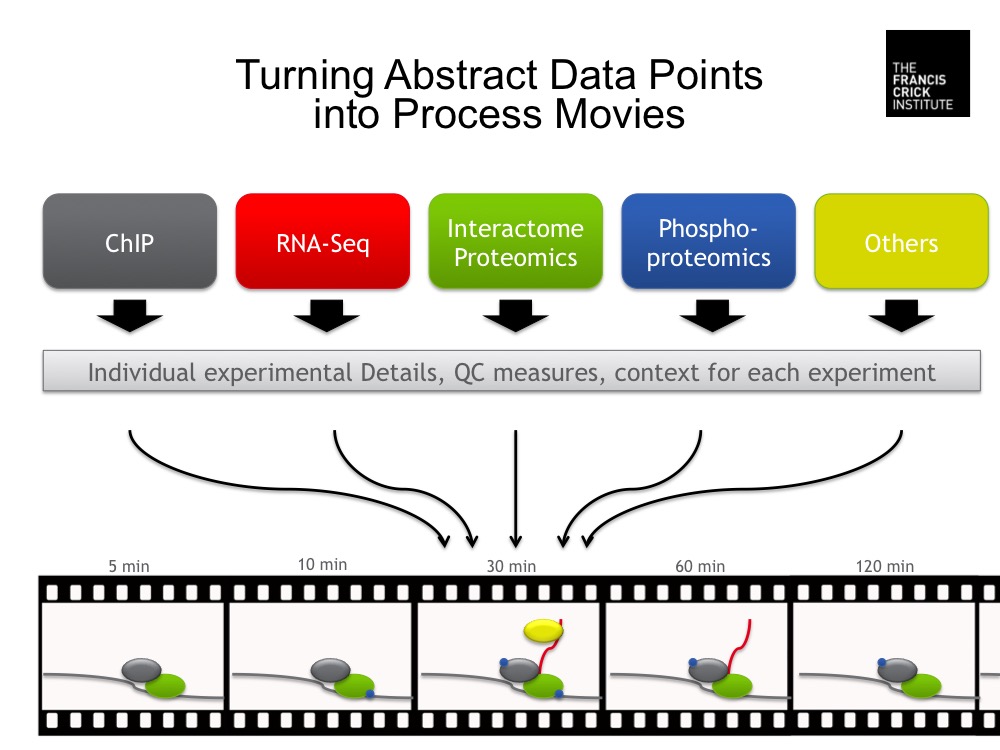 Turning Abstract Data Points
into Process Movies
THE
FRANCIS
CRICK
INSTITUTE
ChIP
RNA-Seq
Interactome
Proteomics
Phospho-
proteomics
Others
Individual experimental Details, QC measures, context for each experiment
5 min
10 min
30 min
60 min
120 min